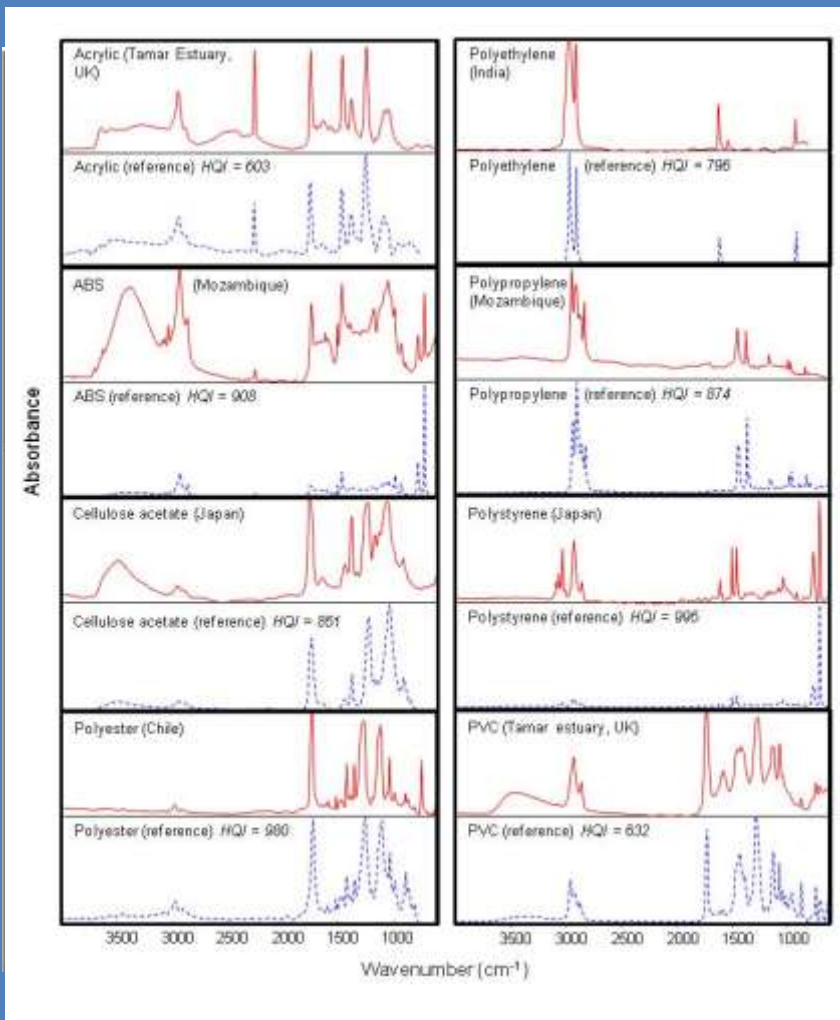 Acrylic (Tamar Estuary,
UK)
Acrylic (reference) HQI = 603
ABS (Mozambique)
ABS (reference) HQI = 908
Cellulose acetate (Japan)
Cellulose acetate (reference) HQI = 851
Polyester (Chile)
Polyester (reference) HQI = 980
3500 3000 2500 2000 1500 1000
Polyethylene
(India)
Polyethylene (reference) HQI = 796
Polypropylene
(Mozambique)
Polypropylene (reference) HQI = 874
Polystyrene (Japan)
Polystyrene (reference) HQI = 995
PVC (Tamar estuary, UK)
PVC (reference) HQI = 632
3500 3000 2500 2000 1500 1000
Absorbance
Wavenumber (cm⁻¹)